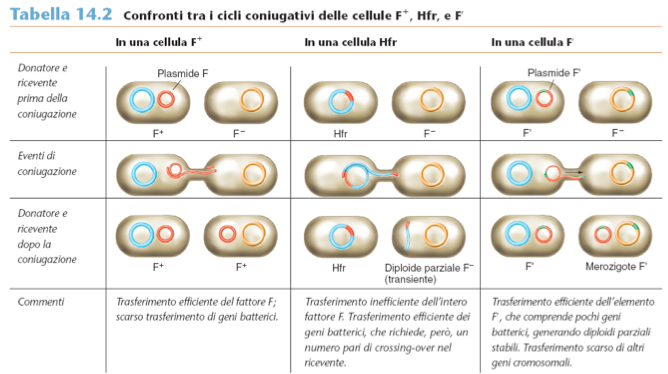 Tabella 14.2 Confronti tra i cicli coniugativi delle cellule F⁺, Hfr, e F'
In una cellula F⁺
In una cellula Hfr
In una cellula F'
Donatore e
ricevente
prima della
coniugazione
Plasmide F
F⁺
F⁻
Hfr
F⁻
Plasmide F'
F'
F⁻
Eventi di
coniugazione
Donatore e
ricevente
dopo la
coniugazione
F⁺
F⁺
Hfr
Diploide parziale F⁻
(transiente)
F'
Merozigote F'
Commenti
Trasferimento efficiente del fattore F;
scarso trasferimento di geni batterici.
Trasferimento inefficiente dell'intero
fattore F. Trasferimento efficiente dei
geni batterici, che richiede, però, un
numero pari di crossing-over nel
ricevente.
Trasferimento efficiente dell'elemento
F', che comprende pochi geni
batterici, generando diploidi parziali
stabili. Trasferimento scarso di altri
geni cromosomali.